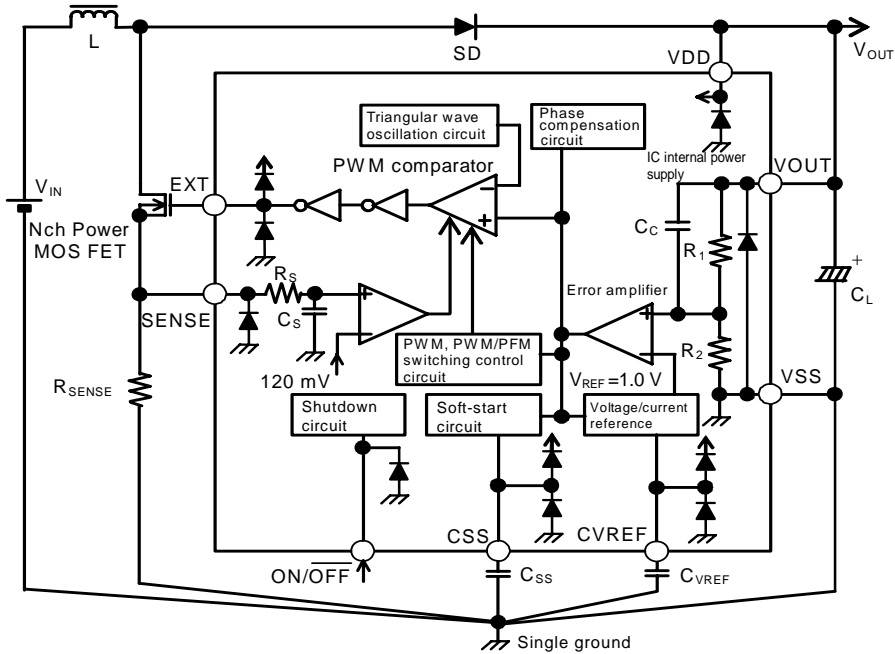 L
SD
VOUT
VDD
Triangular wave
oscillation circuit
Phase
compensation
circuit
PWM comparator
IC internal power
supply
VOUT
VIN
EXT
−
+
CC
R1
Nch Power
MOS FET
RS
Error amplifier
+
CL
SENSE
CS
+
−
+
−
R2
120 mV
PWM, PWM/PFM
switching control
circuit
VREF=1.0 V
VSS
RSENSE
Shutdown
circuit
Soft-start
circuit
Voltage/current
reference
CSS
CVREF
ON/OFF
CSS
CVREF
Single ground